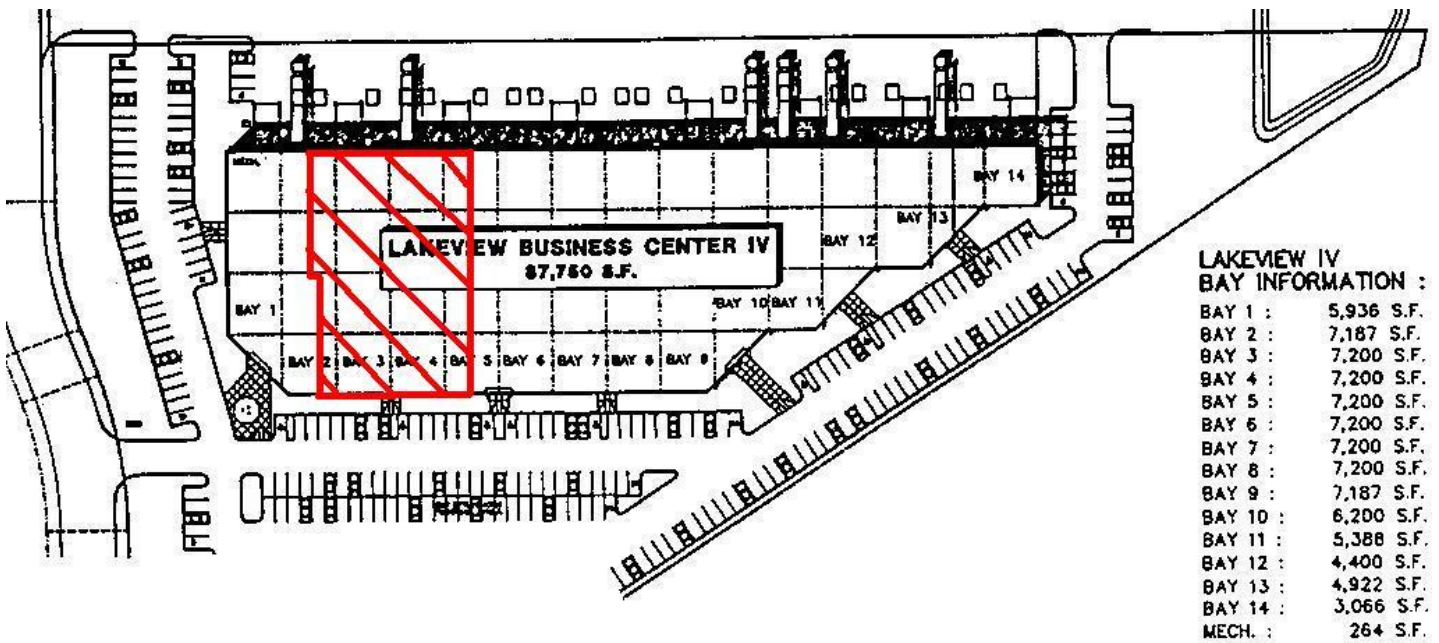 MECH.
BAY 14
BAY 13
BAY 12
LAKEVIEW BUSINESS CENTER IV
87,750 S.F.
BAY 1
BAY 10
BAY 11
BAY 2
BAY 3
BAY 4
BAY 5
BAY 6
BAY 7
BAY 8
BAY 9
LAKEVIEW IV
BAY INFORMATION :
BAY 1 : 5,936 S.F.
BAY 2 : 7,187 S.F.
BAY 3 : 7,200 S.F.
BAY 4 : 7,200 S.F.
BAY 5 : 7,200 S.F.
BAY 6 : 7,200 S.F.
BAY 7 : 7,200 S.F.
BAY 8 : 7,200 S.F.
BAY 9 : 7,187 S.F.
BAY 10 : 6,200 S.F.
BAY 11 : 5,388 S.F.
BAY 12 : 4,400 S.F.
BAY 13 : 4,922 S.F.
BAY 14 : 3,066 S.F.
MECH. : 264 S.F.